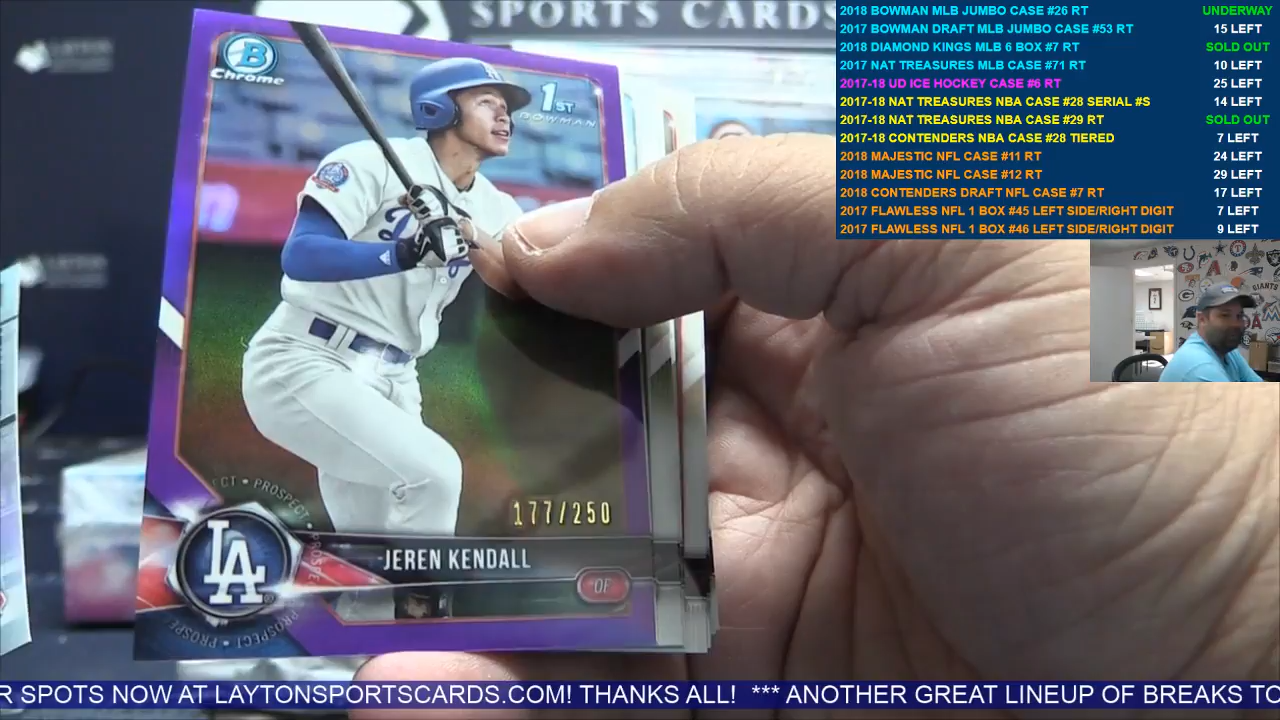 SPORTS CARDS
LAYTON
B
Chrome
1ST
BOWMAN
177/250
PROSPECT
LA
JEREN KENDALL
OF
2018 BOWMAN MLB JUMBO CASE #26 RT UNDERWAY
2017 BOWMAN DRAFT MLB JUMBO CASE #53 RT 15 LEFT
2018 DIAMOND KINGS MLB 6 BOX #7 RT SOLD OUT
2017 NAT TREASURES MLB CASE #71 RT 10 LEFT
2017-18 UD ICE HOCKEY CASE #6 RT 25 LEFT
2017-18 NAT TREASURES NBA CASE #28 SERIAL #S 14 LEFT
2017-18 NAT TREASURES NBA CASE #29 RT SOLD OUT
2017-18 CONTENDERS NBA CASE #28 TIERED 7 LEFT
2018 MAJESTIC NFL CASE #11 RT 24 LEFT
2018 MAJESTIC NFL CASE #12 RT 29 LEFT
2018 CONTENDERS DRAFT NFL CASE #7 RT 17 LEFT
2017 FLAWLESS NFL 1 BOX #45 LEFT SIDE/RIGHT DIGIT 7 LEFT
2017 FLAWLESS NFL 1 BOX #46 LEFT SIDE/RIGHT DIGIT 9 LEFT
GIANTS
R SPOTS NOW AT LAYTONSPORTSCARDS.COM! THANKS ALL! *** ANOTHER GREAT LINEUP OF BREAKS TO